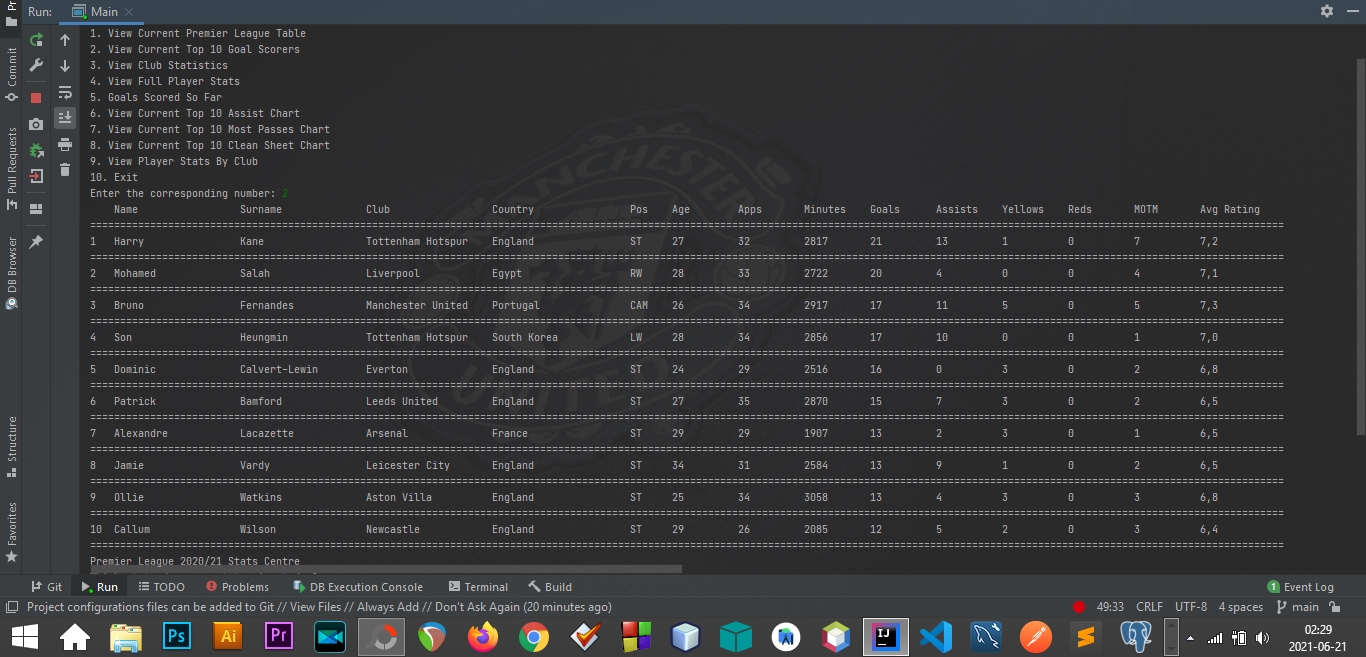 Run: Main
1. View Current Premier League Table
2. View Current Top 10 Goal Scorers
3. View Club Statistics
4. View Full Player Stats
5. Goals Scored So Far
6. View Current Top 10 Assist Chart
7. View Current Top 10 Most Passes Chart
8. View Current Top 10 Clean Sheet Chart
9. View Player Stats By Club
10. Exit
Enter the corresponding number: 2
Name Surname Club Country Pos Age Apps Minutes Goals Assists Yellows Reds MOTM Avg Rating
1 Harry Kane Tottenham Hotspur England ST 27 32 2817 21 13 1 0 7 7,2
2 Mohamed Salah Liverpool Egypt RW 28 33 2722 20 4 0 0 4 7,1
3 Bruno Fernandes Manchester United Portugal CAM 26 34 2917 17 11 5 0 5 7,3
4 Son Heungmin Tottenham Hotspur South Korea LW 28 34 2856 17 10 0 0 1 7,0
5 Dominic Calvert-Lewin Everton England ST 24 29 2516 16 0 3 0 2 6,8
6 Patrick Bamford Leeds United England ST 27 35 2870 15 7 3 0 2 6,5
7 Alexandre Lacazette Arsenal France ST 29 29 1907 13 2 3 0 1 6,5
8 Jamie Vardy Leicester City England ST 34 31 2584 13 9 1 0 2 6,5
9 Ollie Watkins Aston Villa England ST 25 34 3058 13 4 3 0 3 6,8
10 Callum Wilson Newcastle England ST 29 26 2085 12 5 2 0 3 6,4
Premier League 2020/21 Stats Centre
MANCHESTER
UNITED
Commit
Pull Requests
DB Browser
Structure
Favorites
Git Run TODO Problems DB Execution Console Terminal Build 1 Event Log
Project configurations files can be added to Git // View Files // Always Add // Don't Ask Again (20 minutes ago) 49:33 CRLF UTF-8 4 spaces main
Ps Ai Pr IJ
02:29
2021-06-21